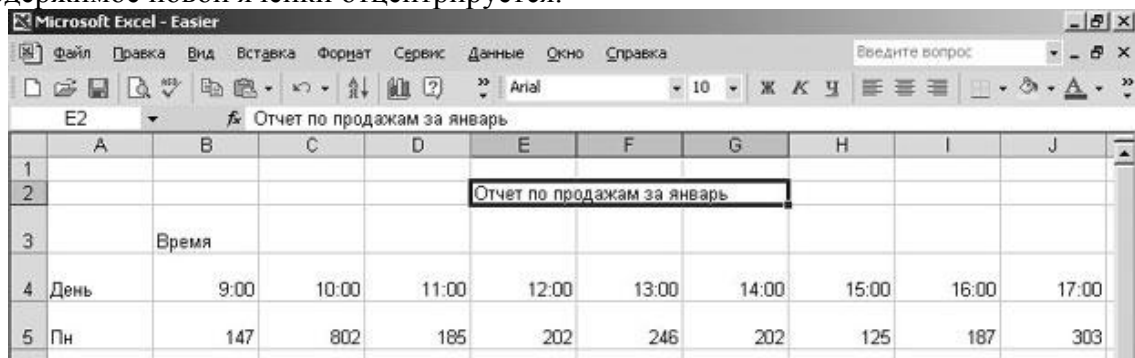 содержимое новой ячейки отцентрируется.
Microsoft Excel - Easier
Файл Правка Вид Вставка Формат Сервис Данные Окно Справка Введите вопрос
Arial 10 Ж К Ч
E2 fx Отчет по продажам за январь
A B C D E F G H I J
1
2 Отчет по продажам за январь
3 Время
4 День 9:00 10:00 11:00 12:00 13:00 14:00 15:00 16:00 17:00
5 Пн 147 802 185 202 246 202 125 187 303